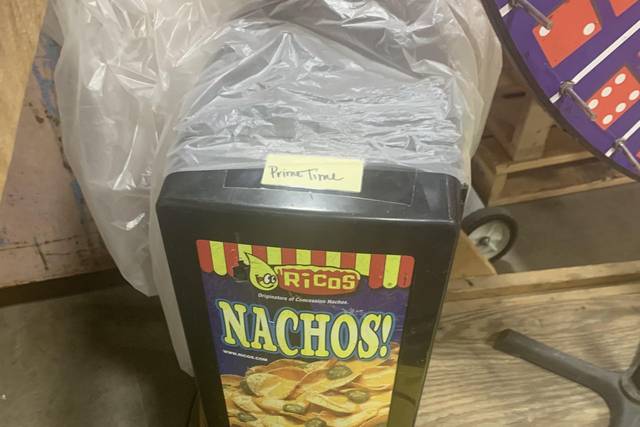 Prime Time
RiCOS
Originators of Concession Nachos.
NACHOS!
WWW.RICOS.COM